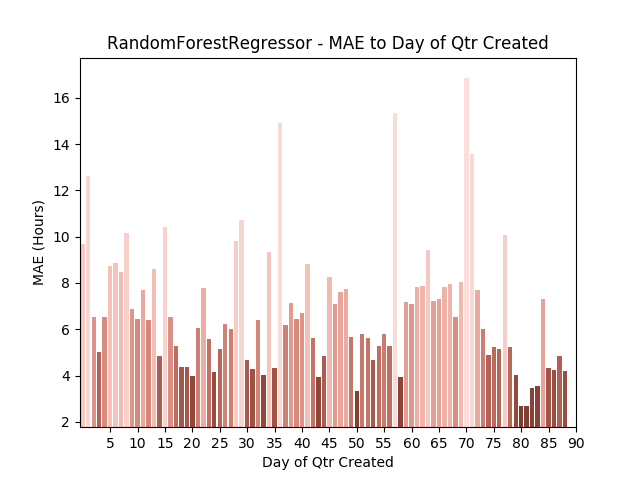 RandomForestRegressor - MAE to Day of Qtr Created
16
14
12
10
8
6
4
2
MAE (Hours)
5 10 15 20 25 30 35 40 45 50 55 60 65 70 75 80 85 90
Day of Qtr Created